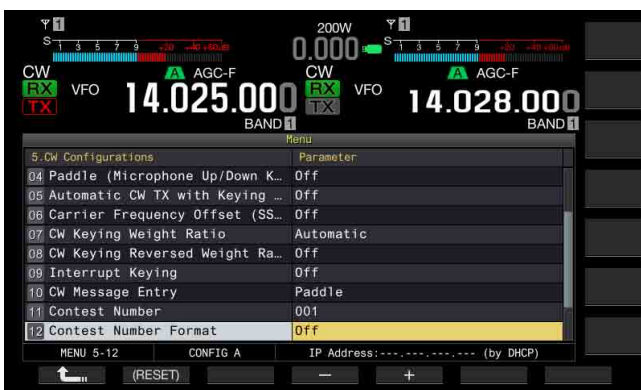 1 200W 1
S 1 3 5 7 9 +20 +40 +60dB 0.000 S 1 3 5 7 9 +20 +40 +60dB
CW A AGC-F CW A AGC-F
RX VFO 14.025.000 RX VFO 14.028.000
TX TX
BAND 1 BAND 1
Menu
5.CW Configurations Parameter
04 Paddle (Microphone Up/Down K… Off
05 Automatic CW TX with Keying … Off
06 Carrier Frequency Offset (SS… Off
07 CW Keying Weight Ratio Automatic
08 CW Keying Reversed Weight Ra… Off
09 Interrupt Keying Off
10 CW Message Entry Paddle
11 Contest Number 001
12 Contest Number Format Off
MENU 5-12 CONFIG A IP Address:---.---.---.--- (by DHCP)
(RESET) − +